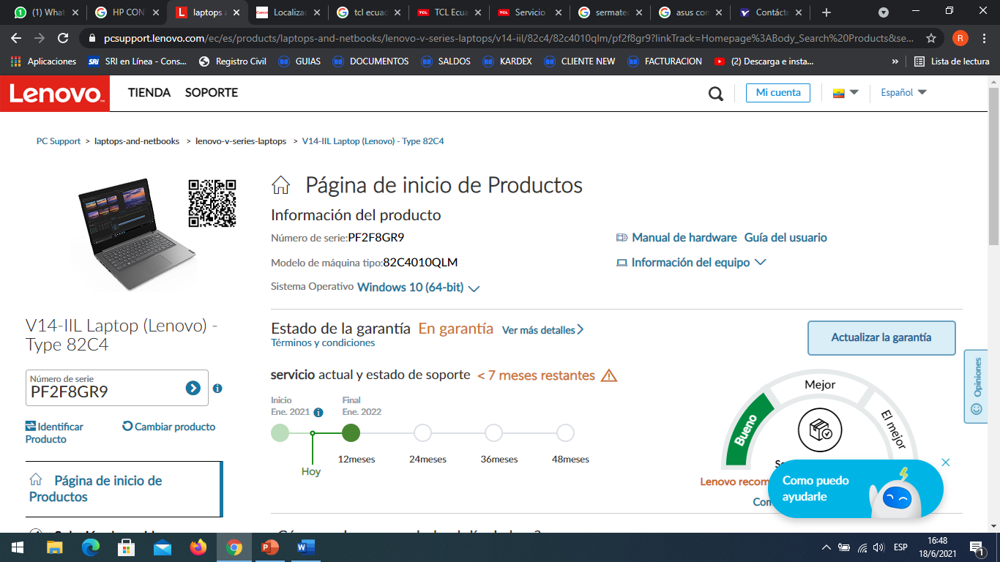 (1) What
HP CON
laptops a
Localiza
tcl ecuac
TCL Ecua
Servicio
sermatec
asus con
Contácte
pcsupport.lenovo.com/ec/es/products/laptops-and-netbooks/lenovo-v-series-laptops/v14-iil/82c4/82c4010qlm/pf2f8gr9?linkTrack=Homepage%3ABody_Search%20Products&se...
R
Aplicaciones
SRI en Línea - Cons...
Registro Civil
GUIAS
DOCUMENTOS
SALDOS
KARDEX
CLIENTE NEW
FACTURACION
(2) Descarga e insta...
»
Lista de lectura
Lenovo
TIENDA
SOPORTE
Mi cuenta
Español
PC Support > laptops-and-netbooks > lenovo-v-series-laptops > V14-IIL Laptop (Lenovo) - Type 82C4
Página de inicio de Productos
Información del producto
Número de serie:PF2F8GR9
Manual de hardware Guía del usuario
Modelo de máquina tipo:82C4010QLM
Información del equipo
Sistema Operativo Windows 10 (64-bit)
V14-IIL Laptop (Lenovo) -
Type 82C4
Número de serie
PF2F8GR9
Identificar
Producto
Cambiar producto
Página de inicio de
Productos
Estado de la garantía En garantía Ver más detalles
Términos y condiciones
Actualizar la garantía
servicio actual y estado de soporte < 7 meses restantes
Inicio
Ene. 2021
Final
Ene. 2022
12meses
24meses
36meses
48meses
Hoy
Bueno
Mejor
El mejor
Lenovo recom
Com
Como puedo
ayudarle
Opiniones
ESP
16:48
18/6/2021
1